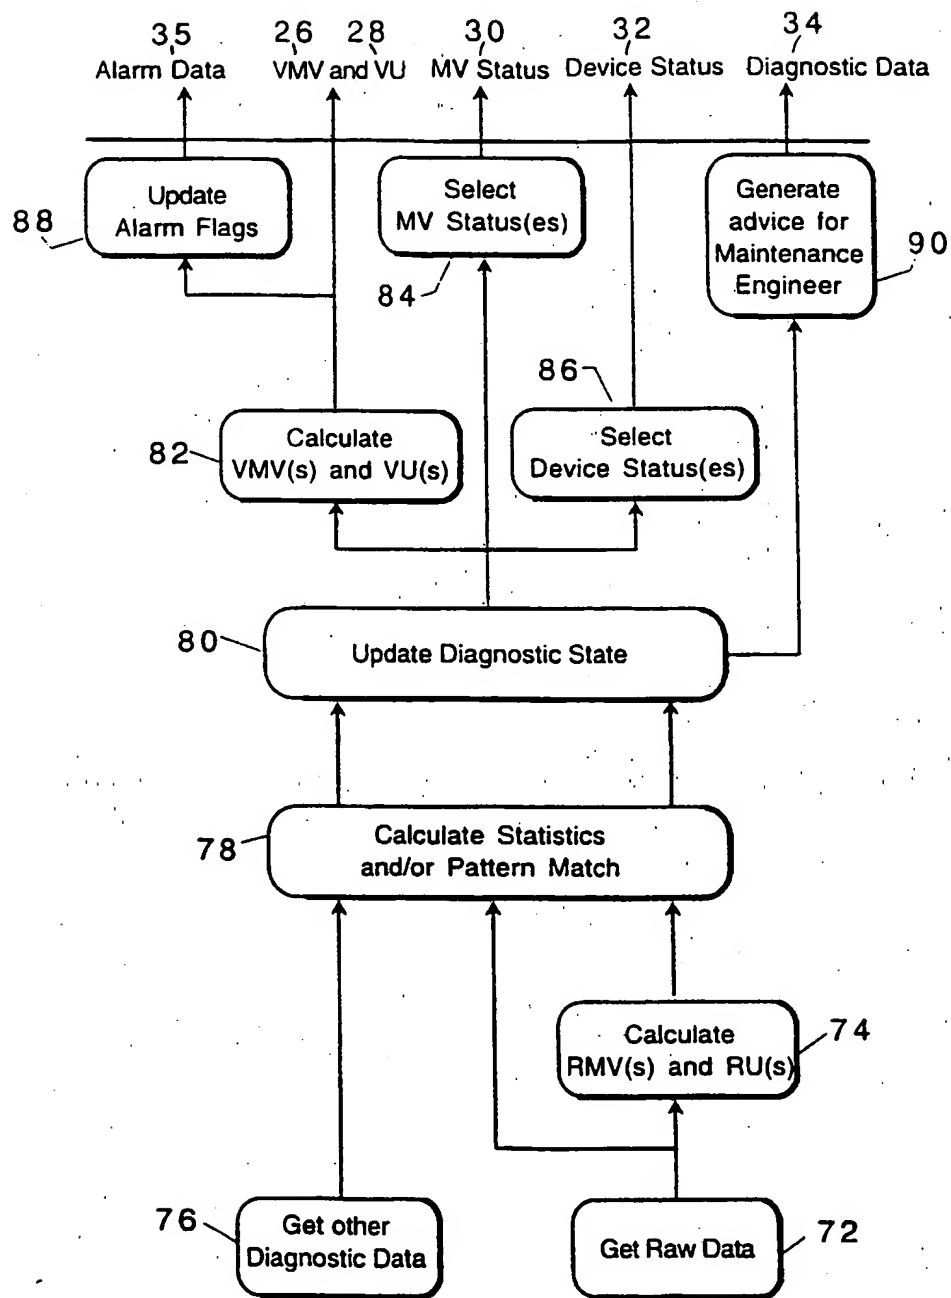 35 26 28 30 32 34
Alarm Data VMV and VU MV Status Device Status Diagnostic Data
Update
Alarm Flags
88
Select
MV Status(es)
84
Generate
advice for
Maintenance
Engineer
90
86
Calculate
VMV(s) and VU(s)
82
Select
Device Status(es)
80
Update Diagnostic State
78
Calculate Statistics
and/or Pattern Match
Calculate
RMV(s) and RU(s)
74
76
Get other
Diagnostic Data
Get Raw Data
72